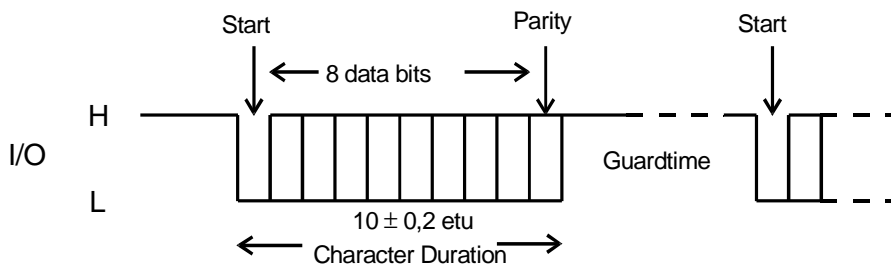 Start
Parity
Start
8 data bits
H
I/O
Guardtime
L
10 ± 0,2 etu
Character Duration